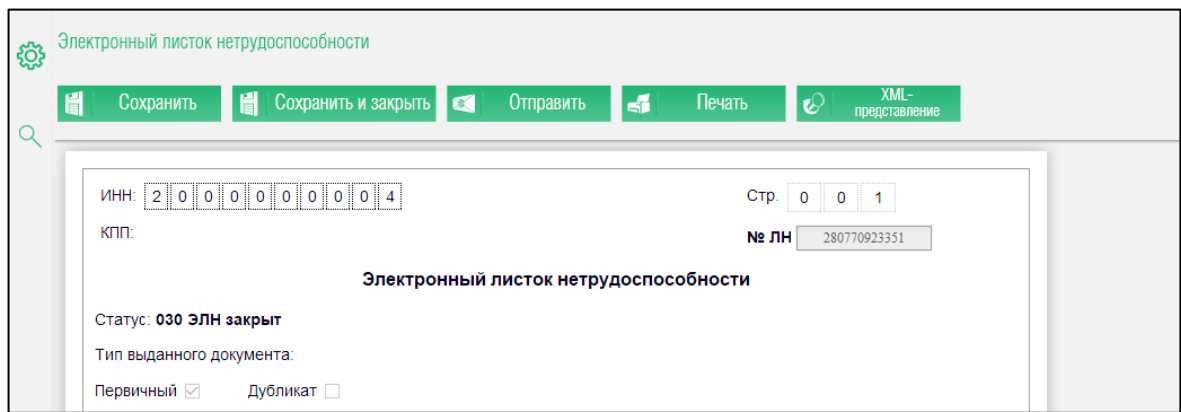 Электронный листок нетрудоспособности
Сохранить Сохранить и закрыть Отправить Печать XML-представление
ИНН: 2 0 0 0 0 0 0 0 0 4 Стр. 0 0 1
КПП: № ЛН 280770923351
Электронный листок нетрудоспособности
Статус: 030 ЭЛН закрыт
Тип выданного документа:
Первичный Дубликат